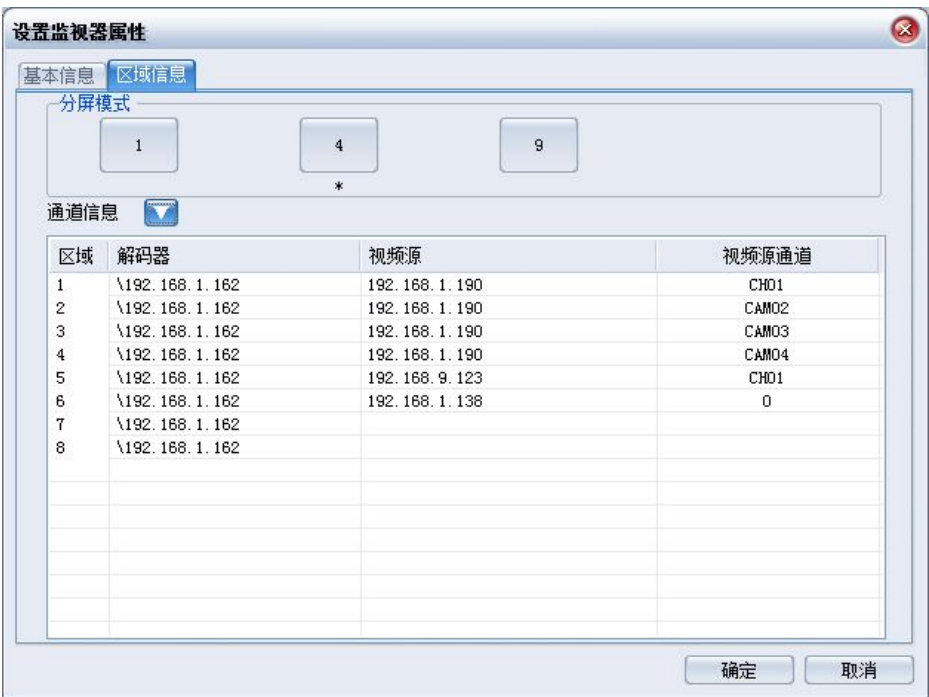 设置监视器属性
基本信息 区域信息
分屏模式
1 4 9
*
通道信息
区域 解码器 视频源 视频源通道
1 \192.168.1.162 192.168.1.190 CH01
2 \192.168.1.162 192.168.1.190 CAM02
3 \192.168.1.162 192.168.1.190 CAM03
4 \192.168.1.162 192.168.1.190 CAM04
5 \192.168.1.162 192.168.9.123 CH01
6 \192.168.1.162 192.168.1.138 0
7 \192.168.1.162
8 \192.168.1.162
确定 取消